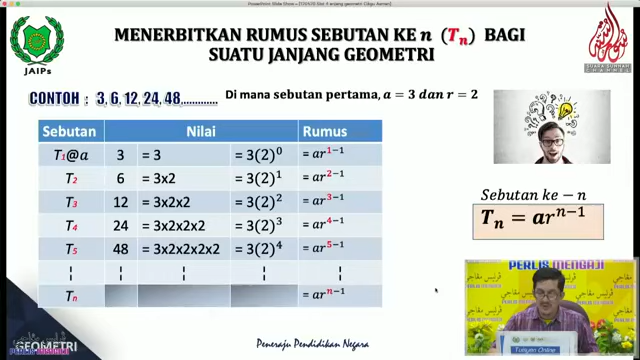 MENERBITKAN RUMUS SEBUTAN KE n (Tn) BAGI
SUATU JANJANG GEOMETRI
JAIPs
CONTOH : 3, 6, 12, 24, 48,............
Di mana sebutan pertama, a = 3 dan r = 2
Sebutan Nilai Rumus
T₁@a 3 = 3 = 3(2)⁰ = ar¹⁻¹
T₂ 6 = 3x2 = 3(2)¹ = ar²⁻¹
T₃ 12 = 3x2x2 = 3(2)² = ar³⁻¹
T₄ 24 = 3x2x2x2 = 3(2)³ = ar⁴⁻¹
T₅ 48 = 3x2x2x2x2 = 3(2)⁴ = ar⁵⁻¹
Tn = arⁿ⁻¹
Sebutan ke − n
Tn = arⁿ⁻¹
PERLIS MENGAJI
Tuisyen Online
GEOMETRI
Peneraju Pendidikan Negara